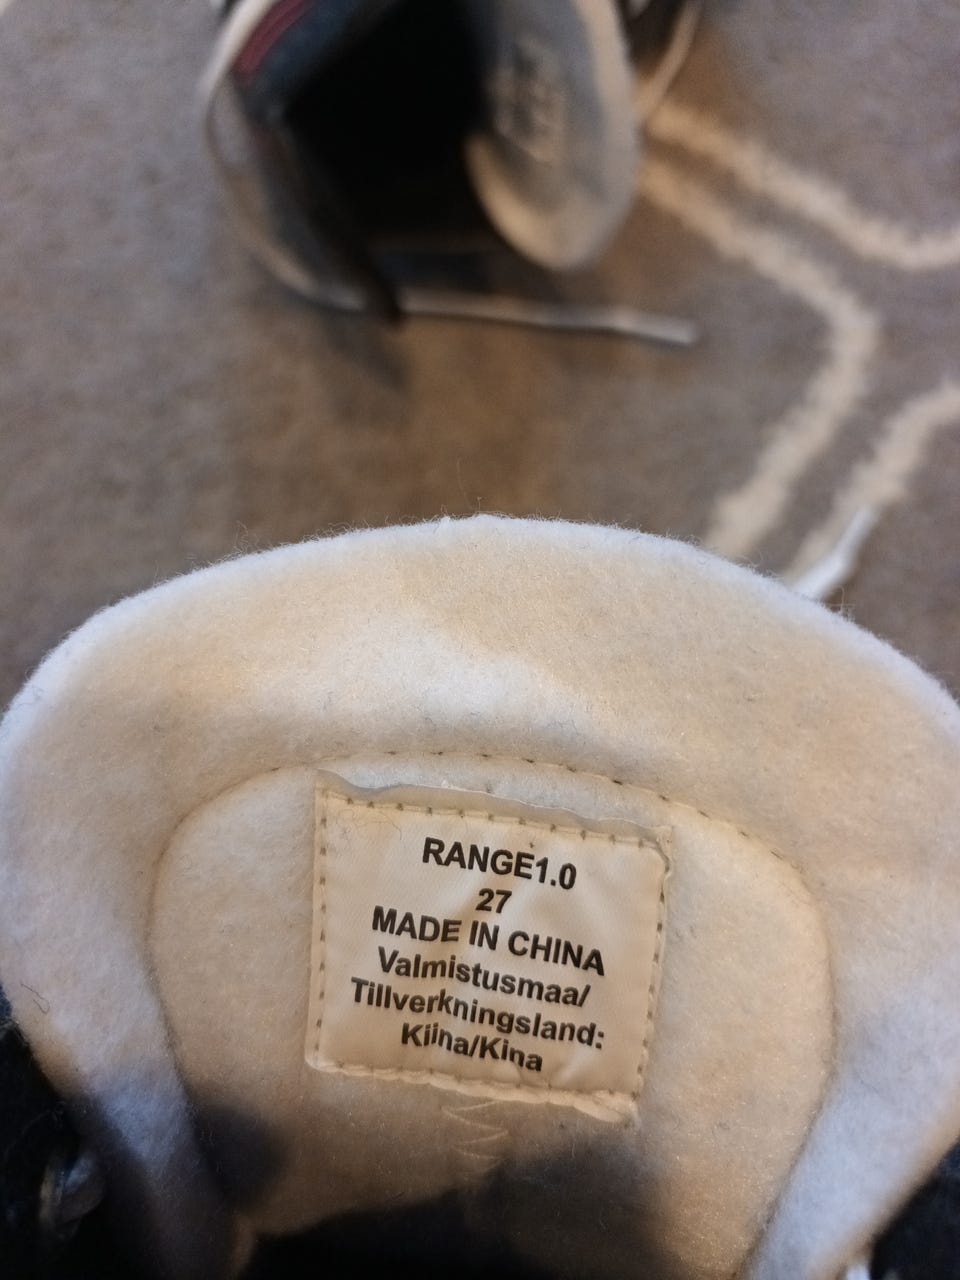 RANGE1.0
27
MADE IN CHINA
Valmistusmaa/
Tillverkningsland:
Kiina/Kina